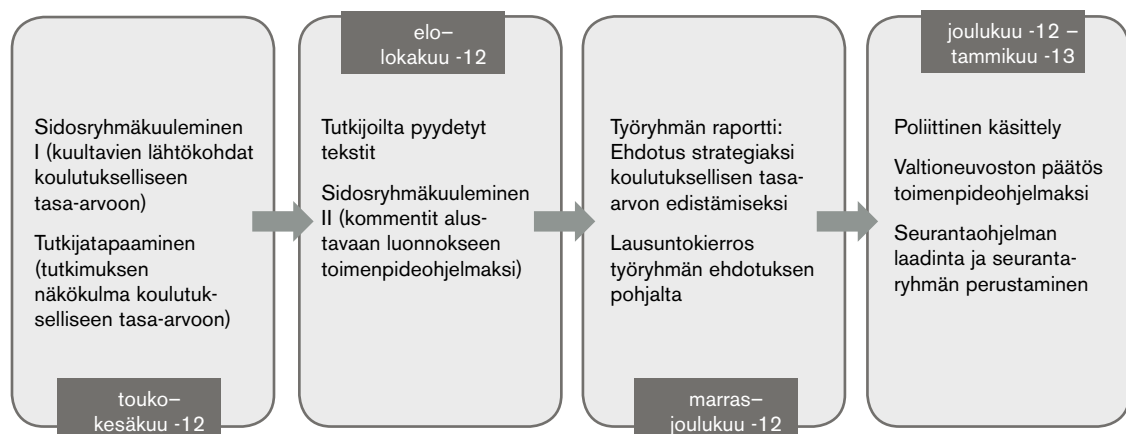 Sidosryhmäkuuleminen
I (kuultavien lähtökohdat
koulutukselliseen
tasa-arvoon)
Tutkijatapaaminen
(tutkimuksen
näkökulma koulutuk-
selliseen tasa-arvoon)
touko–
kesäkuu -12
elo–
lokakuu -12
Tutkijoilta pyydetyt
tekstit
Sidosryhmäkuuleminen
II (kommentit alus-
tavaan luonnokseen
toimenpideohjelmaksi)
Työryhmän raportti:
Ehdotus strategiaksi
koulutuksellisen tasa-
arvon edistämiseksi
Lausuntokierros
työryhmän ehdotuksen
pohjalta
marras–
joulukuu -12
joulukuu -12 –
tammikuu -13
Poliittinen käsittely
Valtioneuvoston päätös
toimenpideohjelmaksi
Seurantaohjelman
laadinta ja seuranta-
ryhmän perustaminen